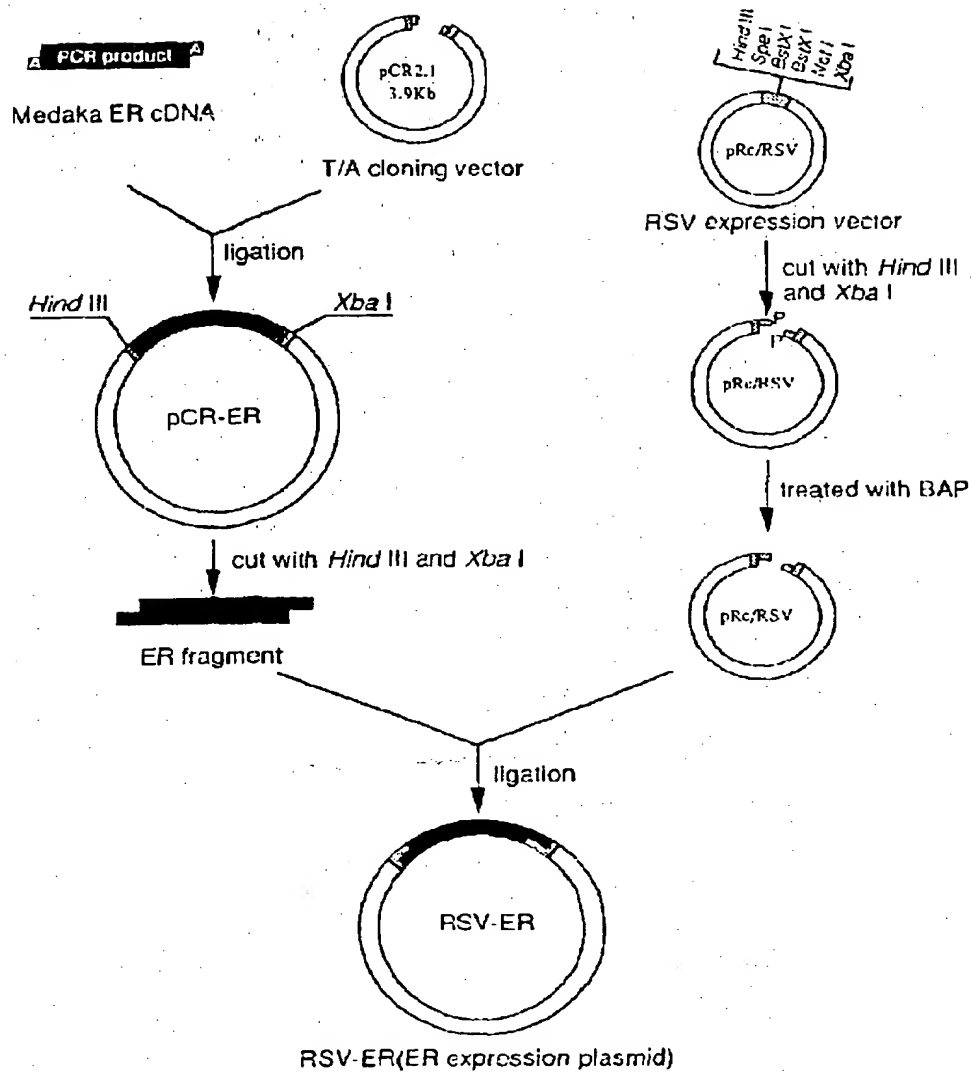 A PCR product A
Medaka ER cDNA
pCR2.1
3.9Kb
T/A cloning vector
Hind III
Spe I
BstX I
BstX I
Not I
Xba I
pRc/RSV
RSV expression vector
ligation
Hind III
Xba I
pCR-ER
cut with Hind III and Xba I
ER fragment
cut with Hind III
and Xba I
P
P
pRc/RSV
treated with BAP
pRc/RSV
ligation
RSV-ER
RSV-ER(ER expression plasmid)